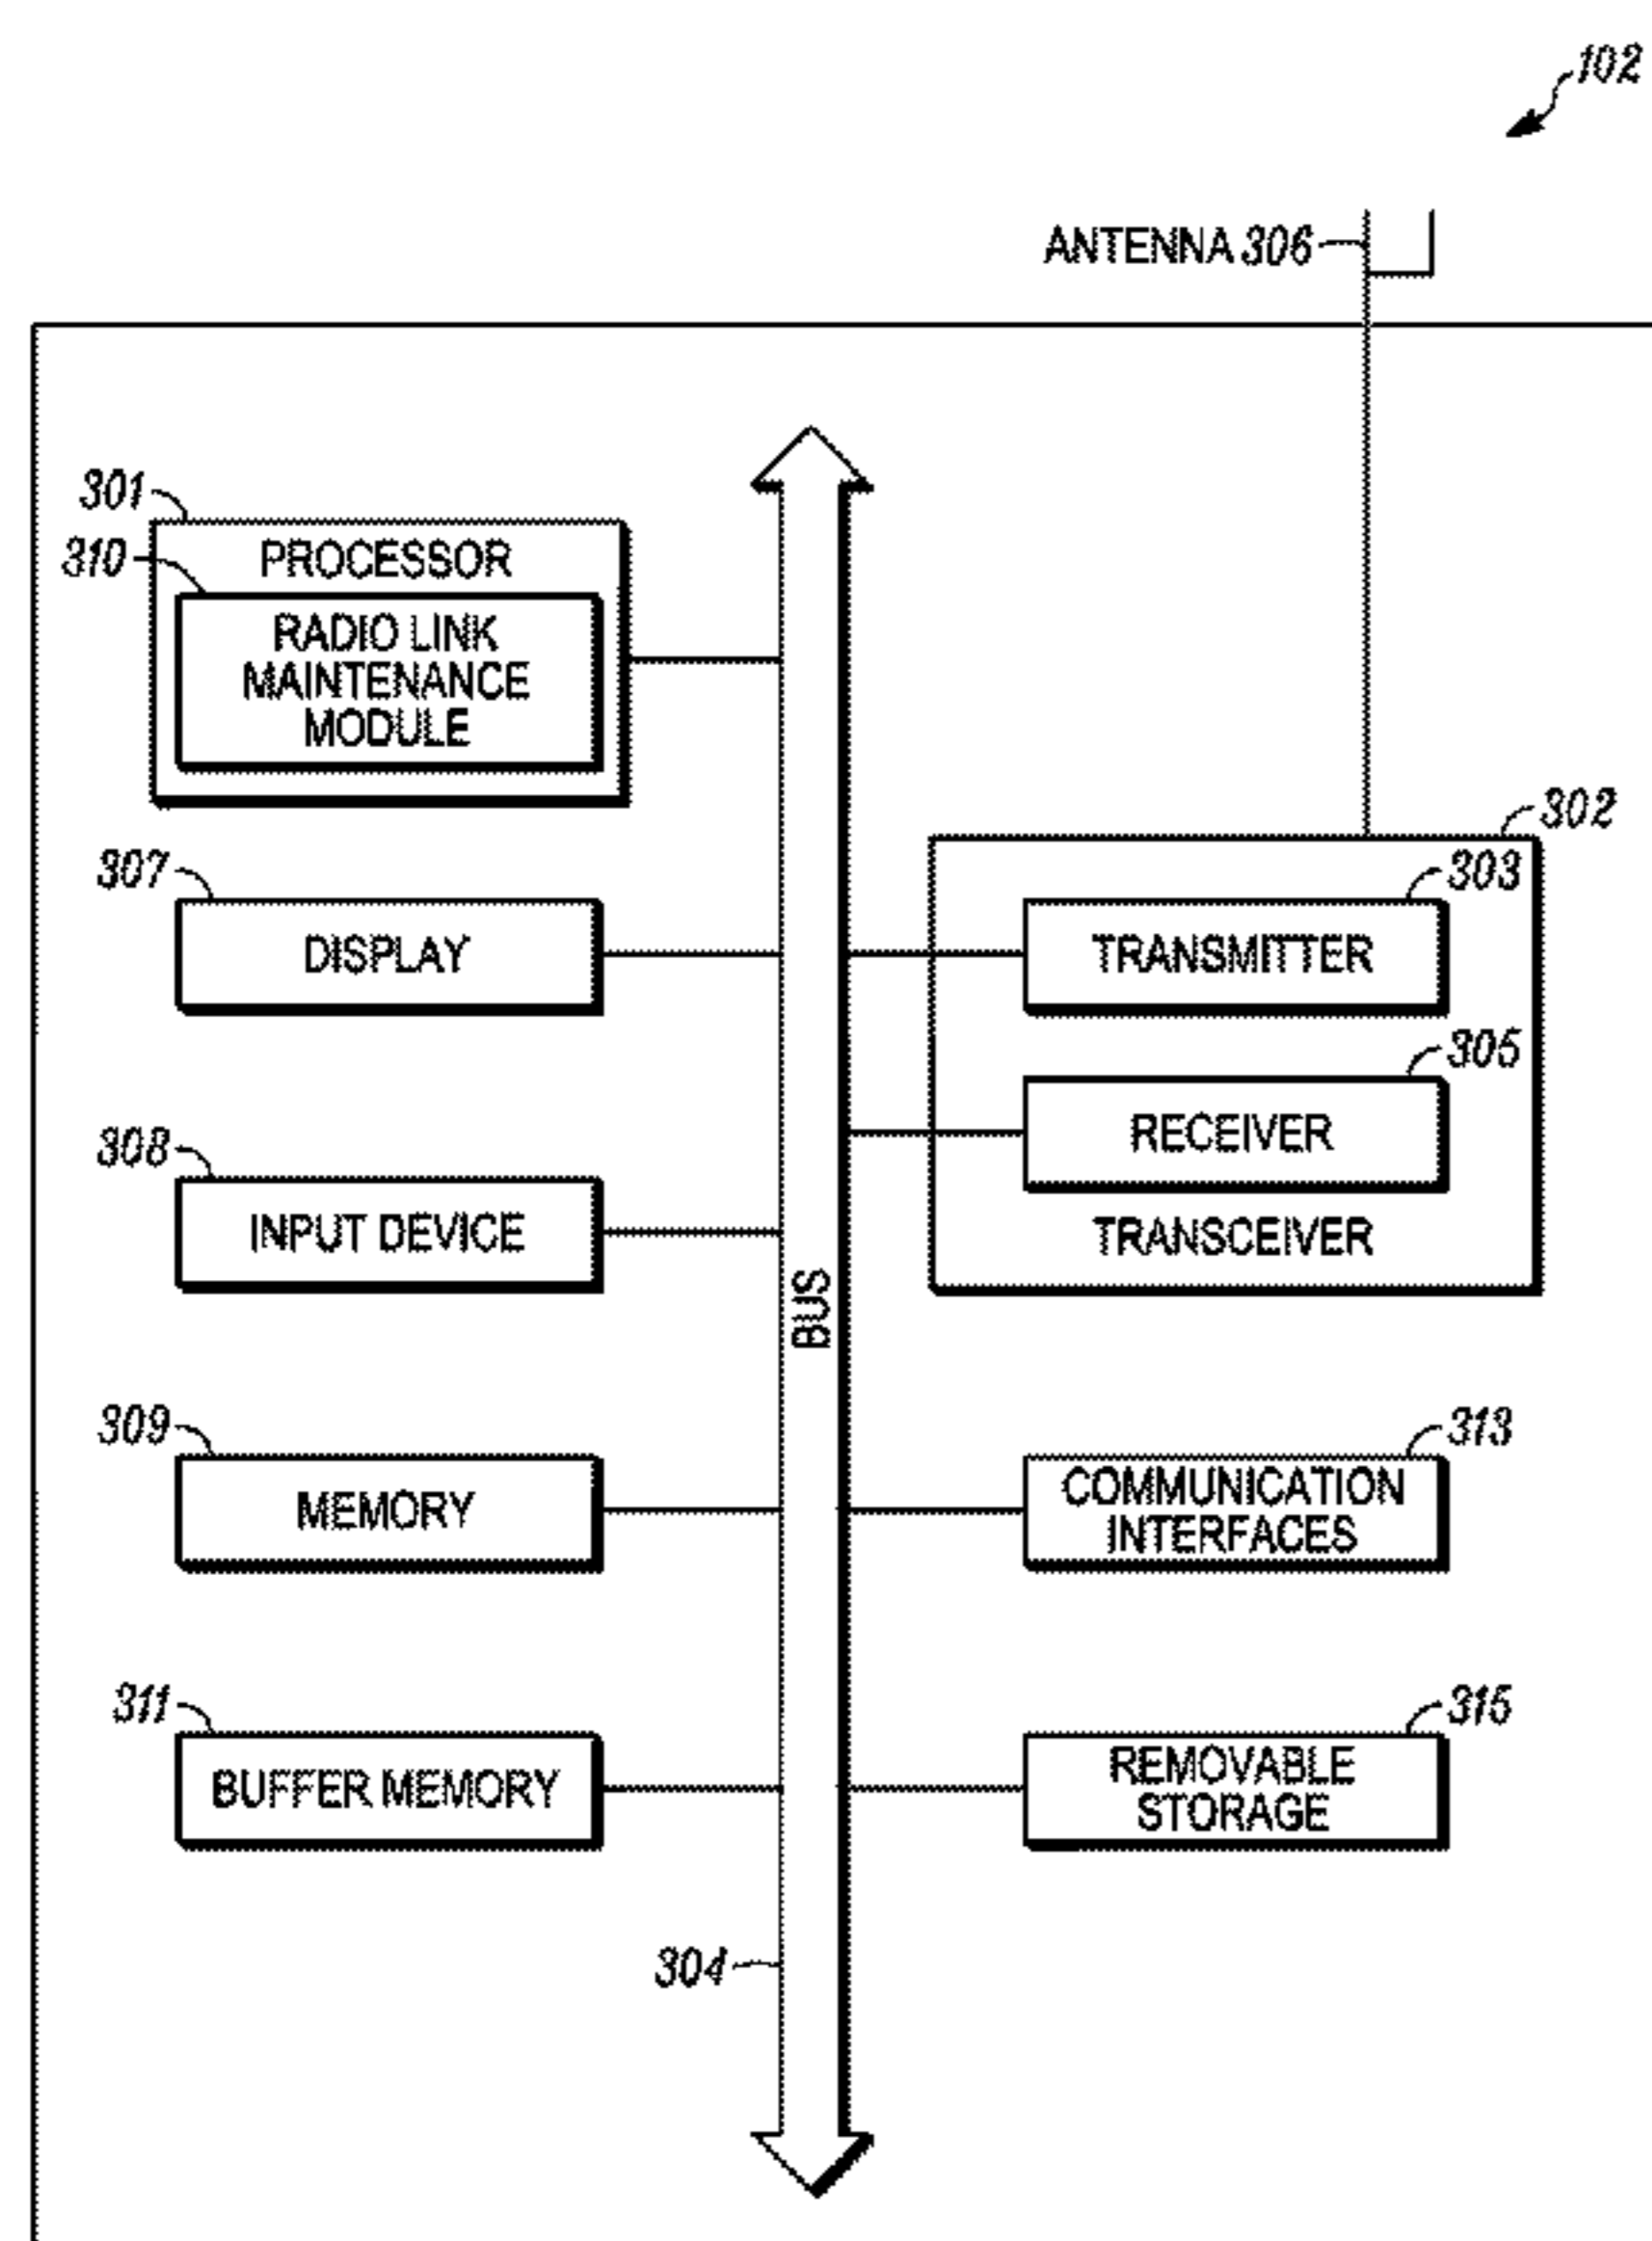 102
ANTENNA 306
301
PROCESSOR
310
RADIO LINK
MAINTENANCE
MODULE
302
307
DISPLAY
303
TRANSMITTER
305
RECEIVER
308
INPUT DEVICE
TRANSCEIVER
BUS
309
MEMORY
313
COMMUNICATION
INTERFACES
311
BUFFER MEMORY
315
REMOVABLE
STORAGE
304